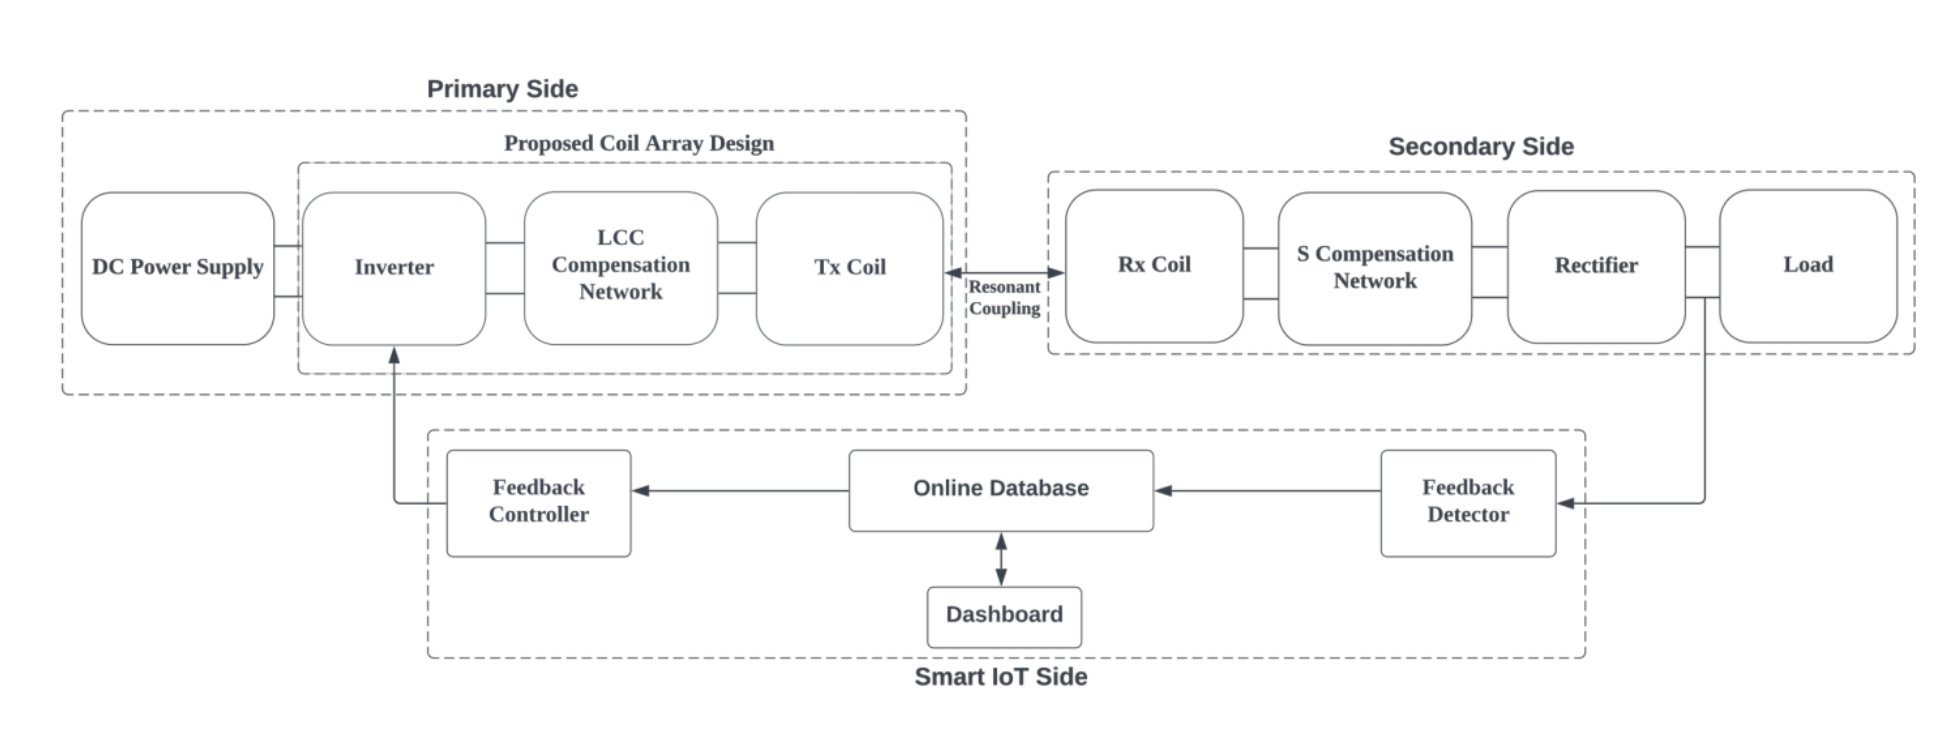 Primary Side
Proposed Coil Array Design
DC Power Supply
Inverter
LCC
Compensation
Network
Tx Coil
Resonant
Coupling
Secondary Side
Rx Coil
S Compensation
Network
Rectifier
Load
Feedback
Controller
Online Database
Feedback
Detector
Dashboard
Smart IoT Side